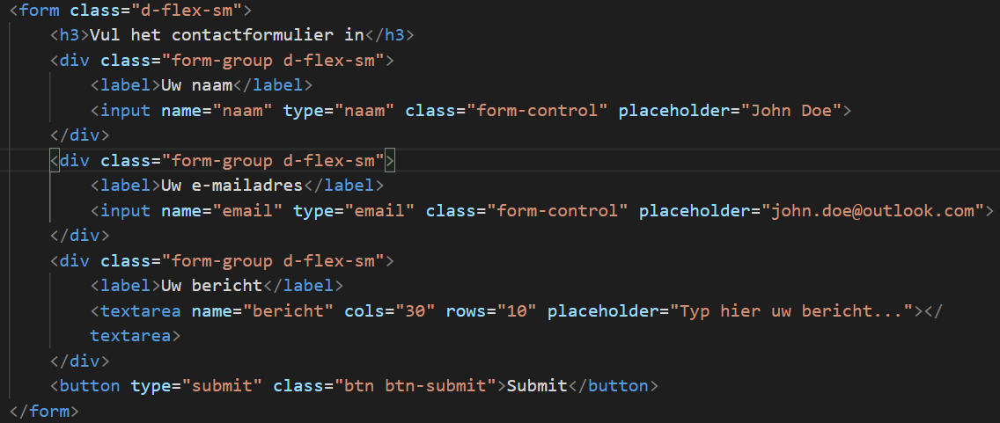 <form class="d-flex-sm">
<h3>Vul het contactformulier in</h3>
<div class="form-group d-flex-sm">
<label>Uw naam</label>
<input name="naam" type="naam" class="form-control" placeholder="John Doe">
</div>
<div class="form-group d-flex-sm">
<label>Uw e-mailadres</label>
<input name="email" type="email" class="form-control" placeholder="john.doe@outlook.com">
</div>
<div class="form-group d-flex-sm">
<label>Uw bericht</label>
<textarea name="bericht" cols="30" rows="10" placeholder="Typ hier uw bericht..."></
textarea>
</div>
<button type="submit" class="btn btn-submit">Submit</button>
</form>